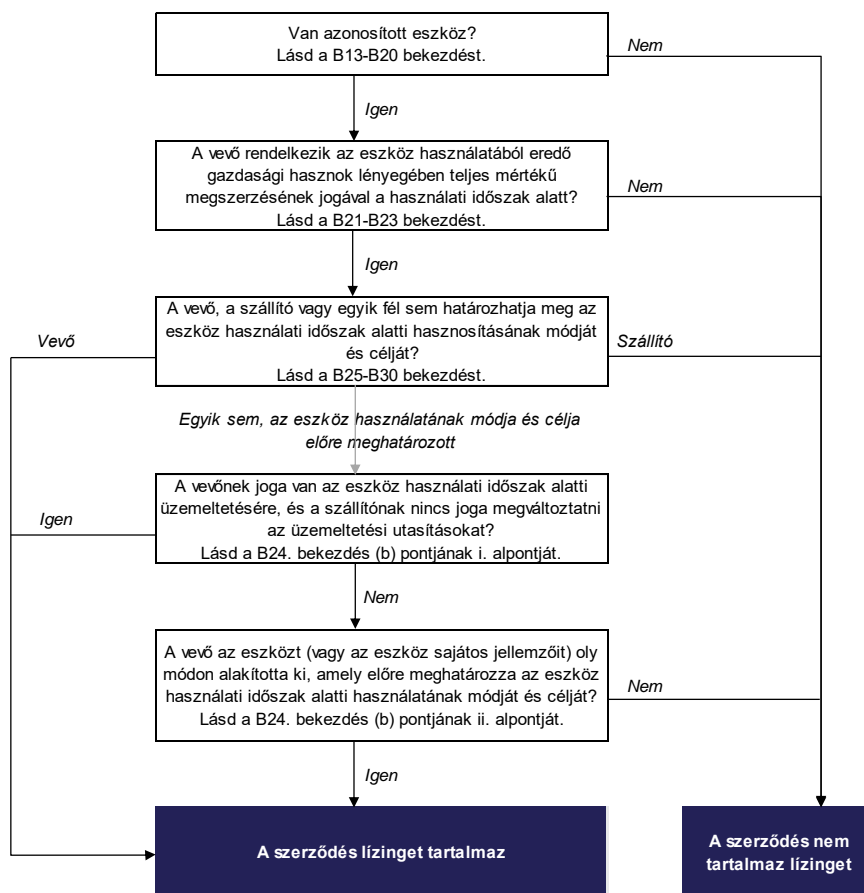 Van azonosított eszköz?
Lásd a B13-B20 bekezdést.
Nem
Igen
A vevő rendelkezik az eszköz használatából eredő
gazdasági hasznok lényegében teljes mértékű
megszerzésének jogával a használati időszak alatt?
Lásd a B21-B23 bekezdést.
Nem
Igen
A vevő, a szállító vagy egyik fél sem határozhatja meg az
eszköz használati időszak alatti hasznosításának módját
és célját?
Lásd a B25-B30 bekezdést.
Vevő
Szállító
Egyik sem, az eszköz használatának módja és célja
előre meghatározott
A vevőnek joga van az eszköz használati időszak alatti
üzemeltetésére, és a szállítónak nincs joga megváltoztatni
az üzemeltetési utasításokat?
Lásd a B24. bekezdés (b) pontjának i. alpontját.
Igen
Nem
A vevő az eszközt (vagy az eszköz sajátos jellemzőit) oly
módon alakította ki, amely előre meghatározza az eszköz
használati időszak alatti használatának módját és célját?
Lásd a B24. bekezdés (b) pontjának ii. alpontját.
Nem
Igen
A szerződés lízinget tartalmaz
A szerződés nem
tartalmaz lízinget